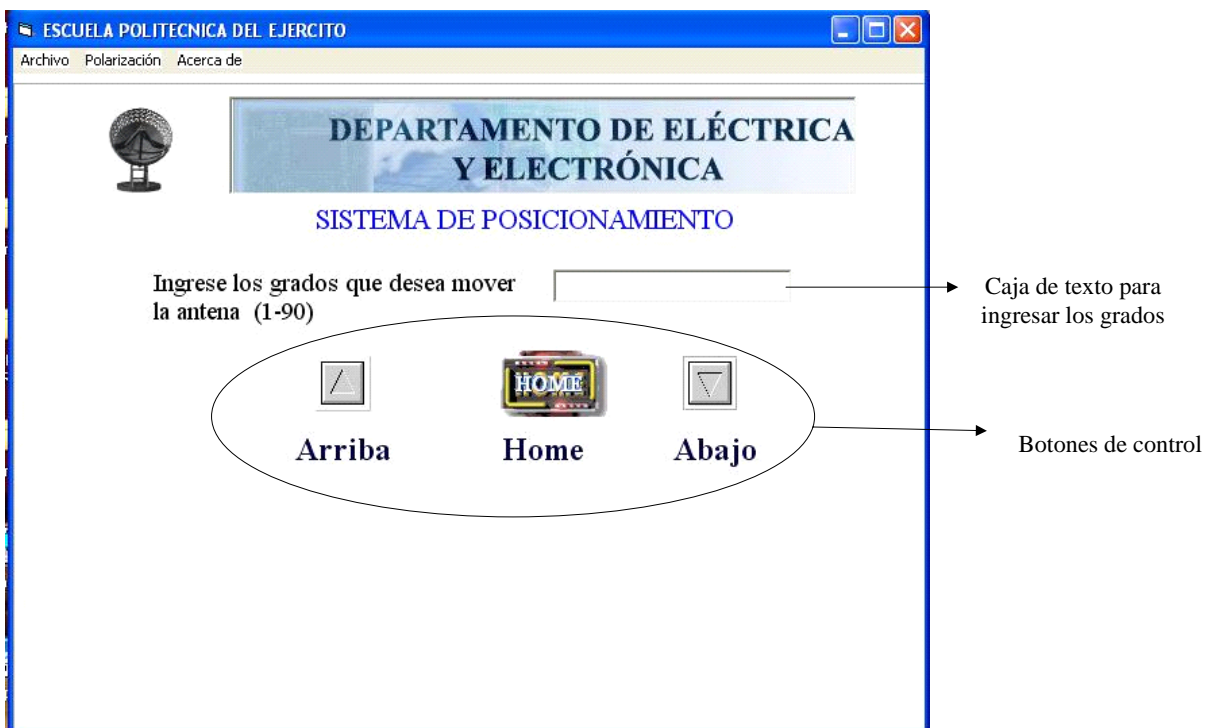 ESCUELA POLITECNICA DEL EJERCITO
Archivo Polarización Acerca de
DEPARTAMENTO DE ELÉCTRICA
Y ELECTRÓNICA
SISTEMA DE POSICIONAMIENTO
Ingrese los grados que desea mover
la antena (1-90)
Caja de texto para
ingresar los grados
HOME
Arriba Home Abajo
Botones de control